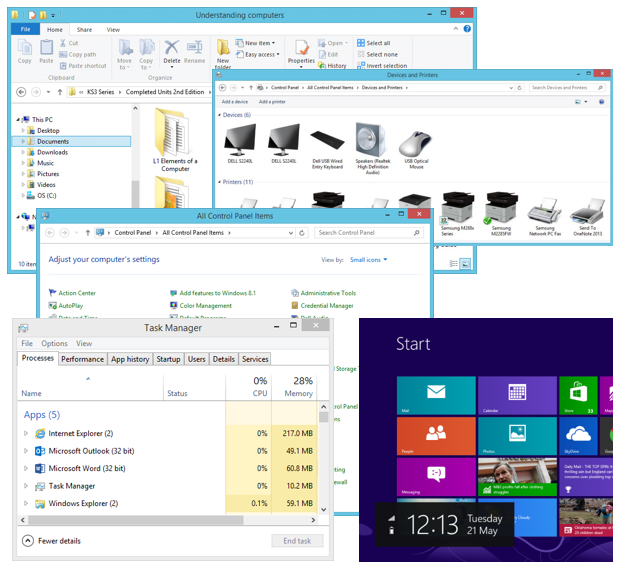 Understanding computers
File
Home
Share
View
Copy
Paste
Cut
Copy path
Paste shortcut
Move to
Copy to
Delete
Rename
New folder
New item
Easy access
Properties
Open
Edit
History
Select all
Select none
Invert selection
Clipboard
Organize
KS3 Series
Completed Units 2nd Edition
This PC
Desktop
Documents
Downloads
Music
Pictures
Videos
OS (C:)
L1 Elements of a
Computer
10 item
Devices and Printers
Control Panel
All Control Panel Items
Devices and Printers
Search Devices and Printers
Add a device
Add a printer
Devices (6)
DELL S2240L
DELL S2240L
Dell USB Wired
Entry Keyboard
Speakers (Realtek
High Definition
Audio)
USB Optical
Mouse
Printers (11)
Samsung M288x
Series
Samsung
M2285FW
Samsung
Network PC Fax
Send To
OneNote 2013
All Control Panel Items
Control Panel
All Control Panel Items
Search Control Panel
Adjust your computer's settings
View by:
Small icons
Action Center
Add features to Windows 8.1
Administrative Tools
AutoPlay
Color Management
Credential Manager
Date and Time
Default Programs
Storage
Task Manager
File
Options
View
Processes
Performance
App history
Startup
Users
Details
Services
0%
28%
Name
Status
CPU
Memory
Apps (5)
Internet Explorer (2)
0%
217.0 MB
Microsoft Outlook (32 bit)
0%
49.1 MB
Microsoft Word (32 bit)
0%
60.8 MB
Task Manager
0%
10.2 MB
Windows Explorer (2)
0.1%
59.1 MB
Fewer details
End task
Start
Mail
Calendar
Store
33
People
Photos
SkyDrive
Messaging
M&S profits fall after clothing
struggles
12:13
Tuesday
21 May